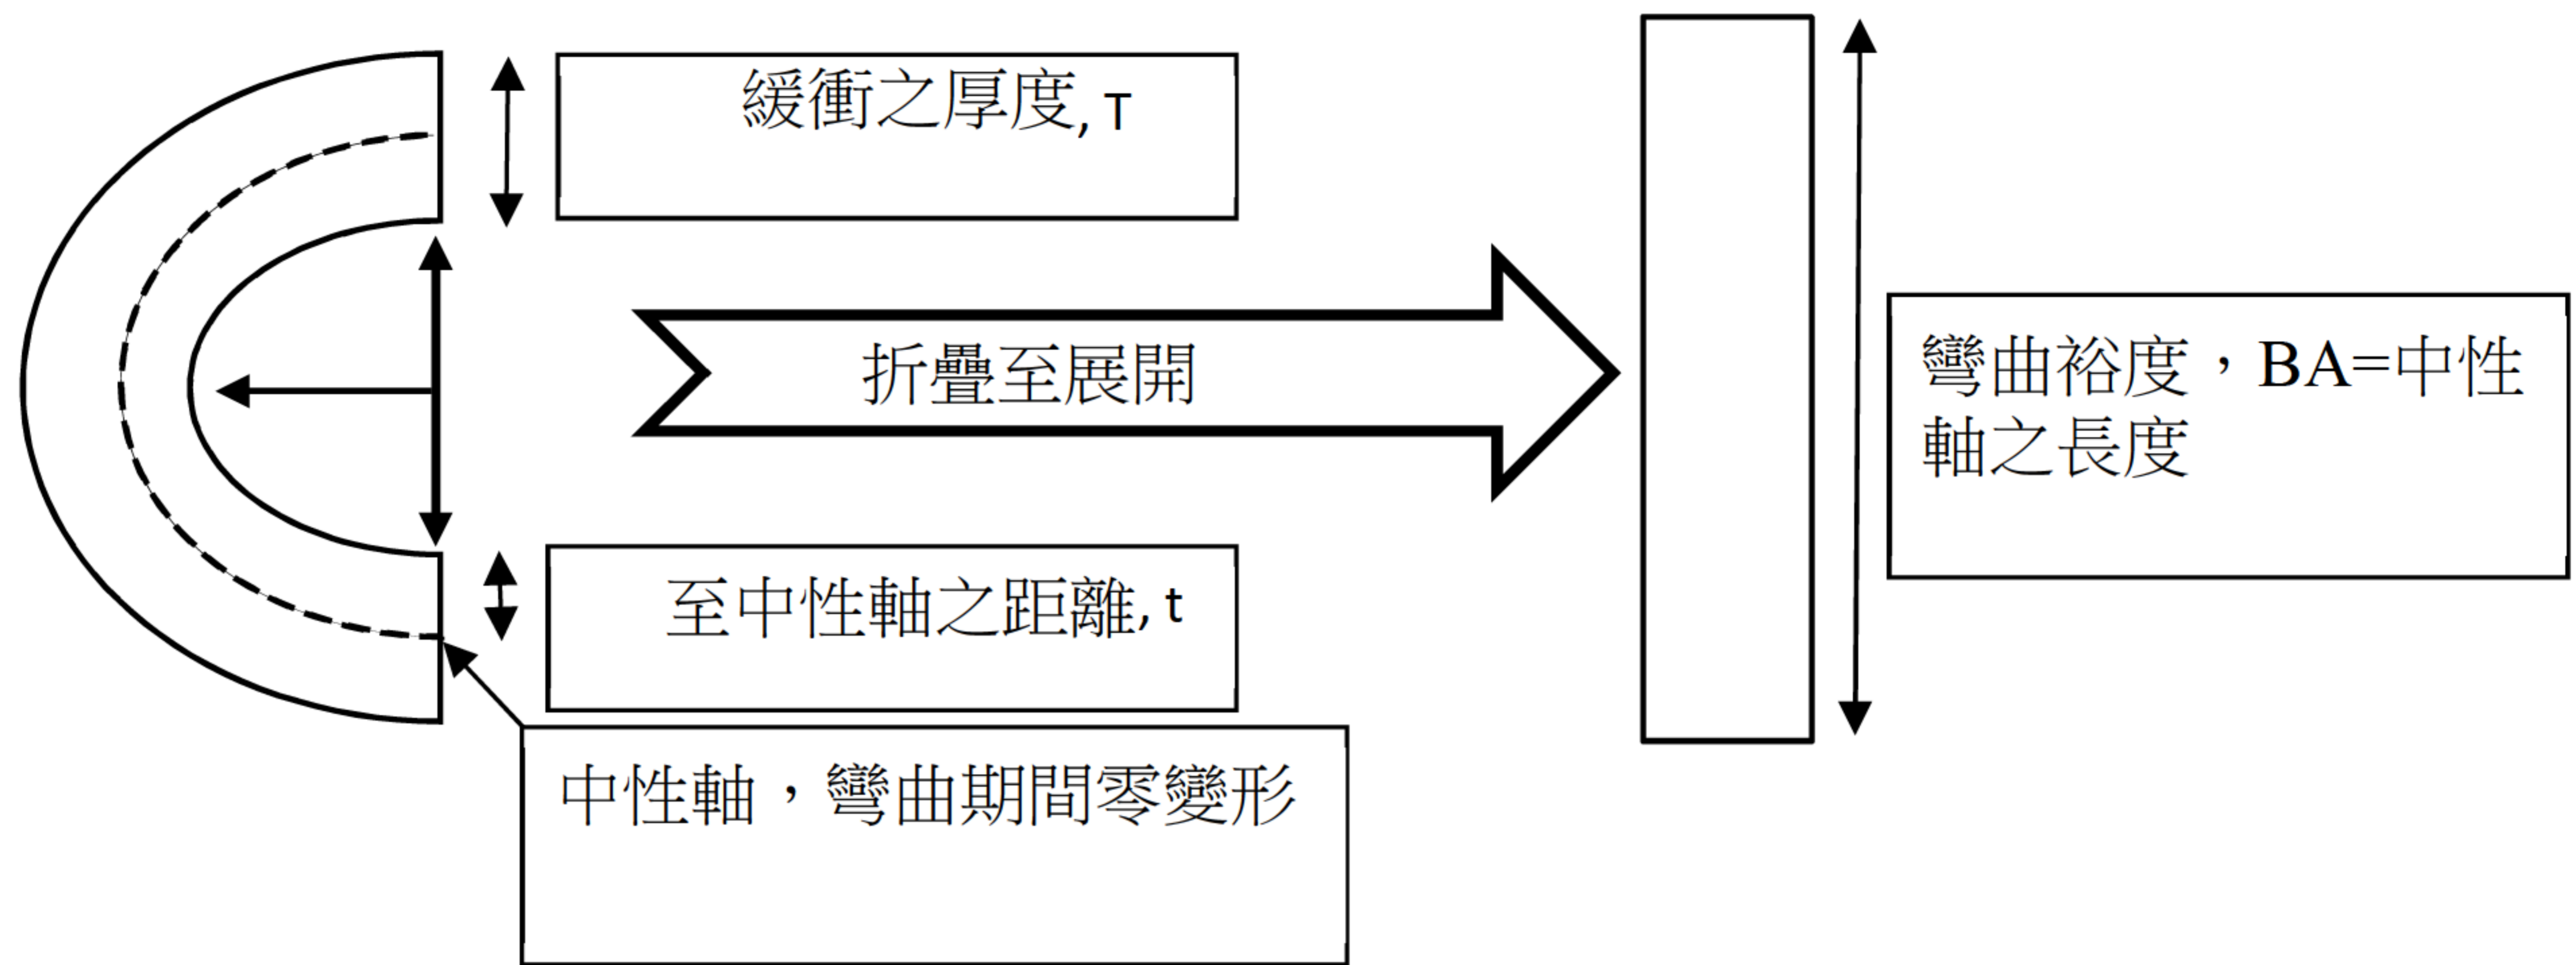 緩衝之厚度, T
折疊至展開
彎曲裕度，BA=中性
軸之長度
至中性軸之距離, t
中性軸，彎曲期間零變形